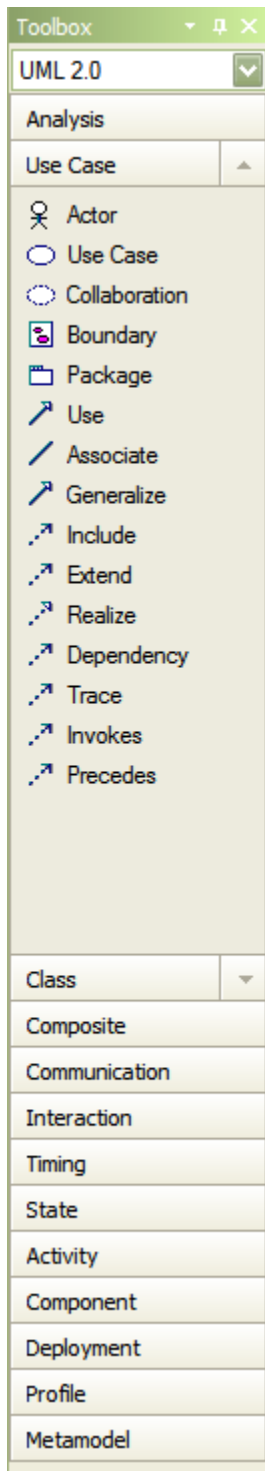 Toolbox
UML 2.0
Analysis
Use Case
Actor
Use Case
Collaboration
Boundary
Package
Use
Associate
Generalize
Include
Extend
Realize
Dependency
Trace
Invokes
Precedes
Class
Composite
Communication
Interaction
Timing
State
Activity
Component
Deployment
Profile
Metamodel